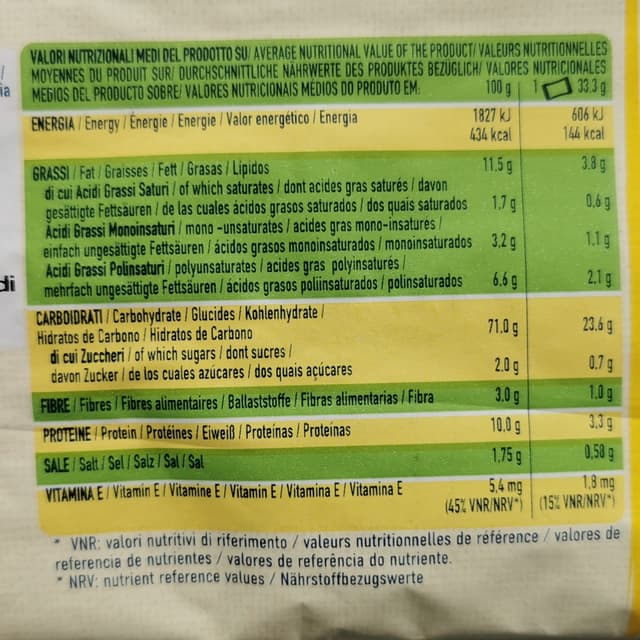 ia
di
VALORI NUTRIZIONALI MEDI DEL PRODOTTO SU/ AVERAGE NUTRITIONAL VALUE OF THE PRODUCT/ VALEURS NUTRITIONNELLES
MOYENNES DU PRODUIT SUR/ DURCHSCHNITTLICHE NÄHRWERTE DES PRODUKTES BEZÜGLICH/ VALORES NUTRICIONALES
MEDIOS DEL PRODUCTO SOBRE/ VALORES NUTRICIONAIS MÉDIOS DO PRODUTO EM: 100 g 1 33.3 g
ENERGIA / Energy / Énergie / Energie / Valor energético / Energia 1827 kJ 606 kJ
434 kcal 144 kcal
GRASSI / Fat / Graisses / Fett / Grasas / Lípidos 11,5 g 3.8 g
di cui Acidi Grassi Saturi / of which saturates / dont acides gras saturés / davon
gesättigte Fettsäuren / de las cuales ácidos grasos saturados / dos quais saturados 1,7 g 0,6 g
Acidi Grassi Monoinsaturi / mono -unsaturates / acides gras mono-insaturés /
einfach ungesättigte Fettsäuren / ácidos grasos monoinsaturados / monoinsaturados 3,2 g 1.1 g
Acidi Grassi Polinsaturi / polyunsaturates / acides gras polyinsaturés /
mehrfach ungesättigte Fettsäuren / ácidos grasos poliinsaturados / polinsaturados 6,6 g 2.1 g
CARBOIDRATI / Carbohydrate / Glucides / Kohlenhydrate /
Hidratos de Carbono / Hidratos de Carbono 71,0 g 23,6 g
di cui Zuccheri / of which sugars / dont sucres /
davon Zucker / de los cuales azúcares / dos quais açúcares 2.0 g 0.7 g
FIBRE / Fibres / Fibres alimentaires / Ballaststoffe / Fibras alimentarias / Fibra 3,0 g 1.0 g
PROTEINE / Protein / Protéines / Eiweiß / Proteínas / Proteínas 10,0 g 3,3 g
SALE / Salt / Sel / Salz / Sal / Sal 1,75 g 0,58 g
VITAMINA E / Vitamin E / Vitamine E / Vitamin E / Vitamina E / Vitamina E 5,4 mg 1,8 mg
(45% VNR/NRV*) (15% VNR/NRV*)
* VNR: valori nutritivi di riferimento / valeurs nutritionnelles de référence / valores de
referencia de nutrientes / valores de referência do nutriente.
* NRV: nutrient reference values / Nährstoffbezugswerte